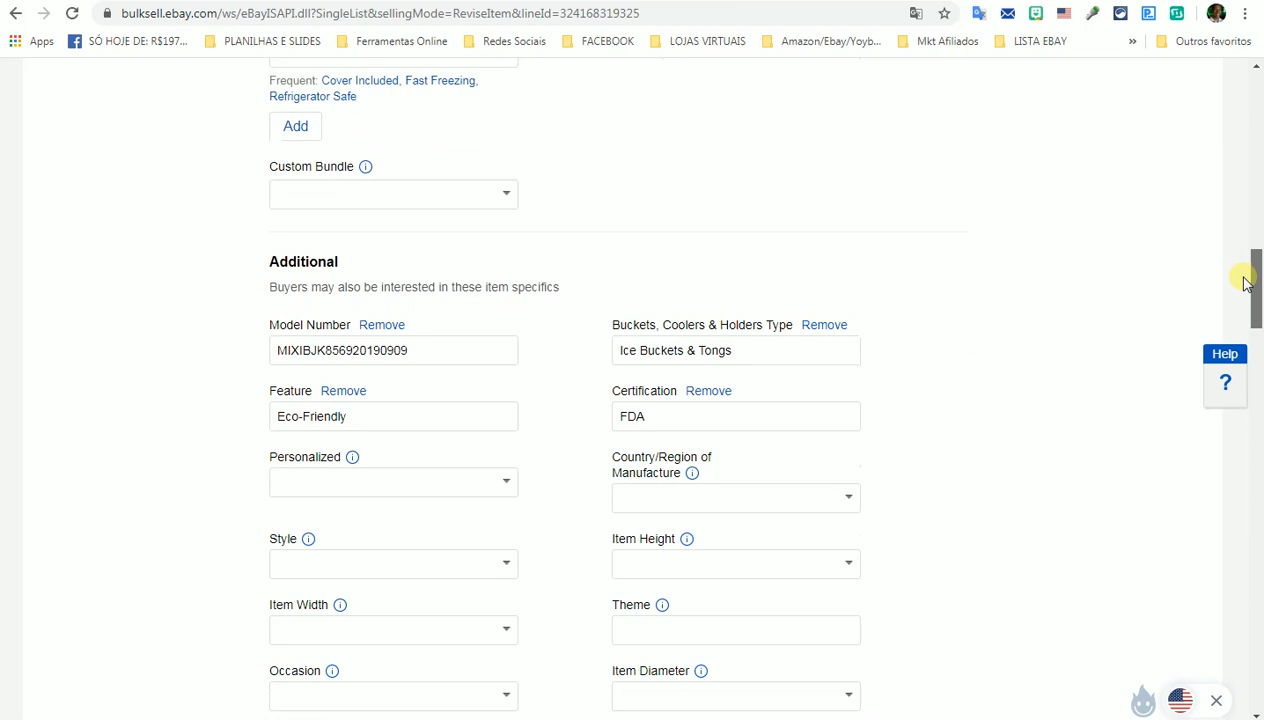 bulksell.ebay.com/ws/eBayISAPI.dll?SingleList&sellingMode=ReviseItem&lineId=324168319325
Apps SÓ HOJE DE: R$197... PLANILHAS E SLIDES Ferramentas Online Redes Sociais FACEBOOK LOJAS VIRTUAIS Amazon/Ebay/Yoyb... Mkt Afiliados LISTA EBAY » Outros favoritos
Frequent: Cover Included, Fast Freezing,
Refrigerator Safe
Add
Custom Bundle
Additional
Buyers may also be interested in these item specifics
Model Number Remove
MIXIBJK856920190909
Buckets, Coolers & Holders Type Remove
Ice Buckets & Tongs
Feature Remove
Eco-Friendly
Certification Remove
FDA
Personalized
Country/Region of
Manufacture
Style
Item Height
Item Width
Theme
Occasion
Item Diameter
Help
?